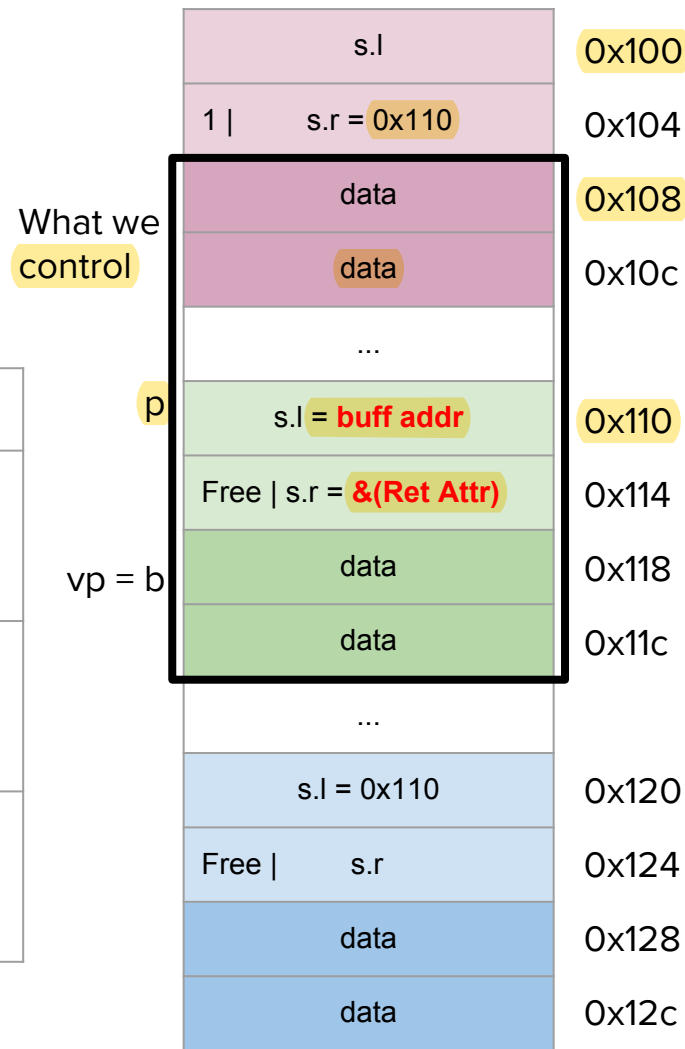 s.l 0x100
1 | s.r = 0x110 0x104
data 0x108
What we
control
data 0x10c
...
p s.l = buff addr 0x110
Free | s.r = &(Ret Attr) 0x114
vp = b data 0x118
data 0x11c
...
s.l = 0x110 0x120
Free | s.r 0x124
data 0x128
data 0x12c